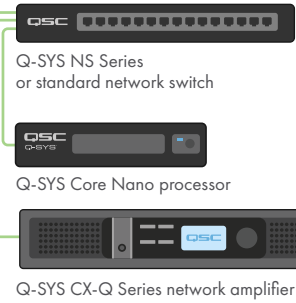 QSC
Q-SYS NS Series
or standard network switch
QSC
Q-SYS
Q-SYS Core Nano processor
QSC
Q-SYS CX-Q Series network amplifier